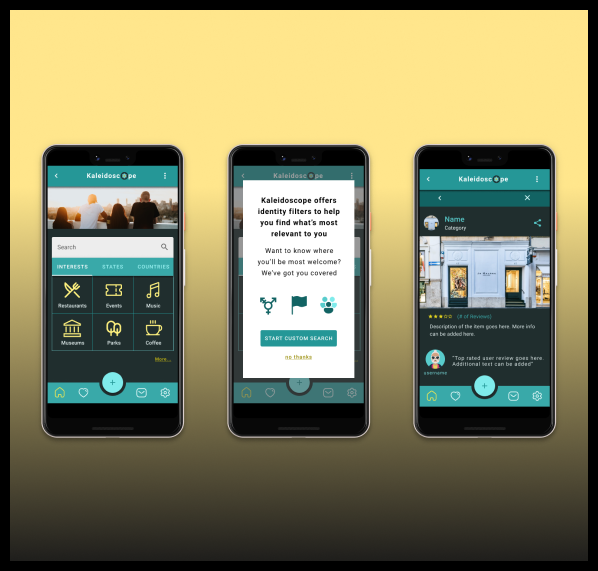 Kaleidoscope
Search
INTERESTS STATES COUNTRIES
Restaurants Events Music
Museums Parks Coffee
More...
+
Kaleidoscope
Kaleidoscope offers
identity filters to help
you find what's most
relevant to you
Want to know where
you'll be most welcome?
We've got you covered
START CUSTOM SEARCH
no thanks
+
Kaleidoscope
Name
Category
(# of Reviews)
Description of the item goes here. More info
can be added here.
"Top rated user review goes here.
Additional text can be added"
username
+